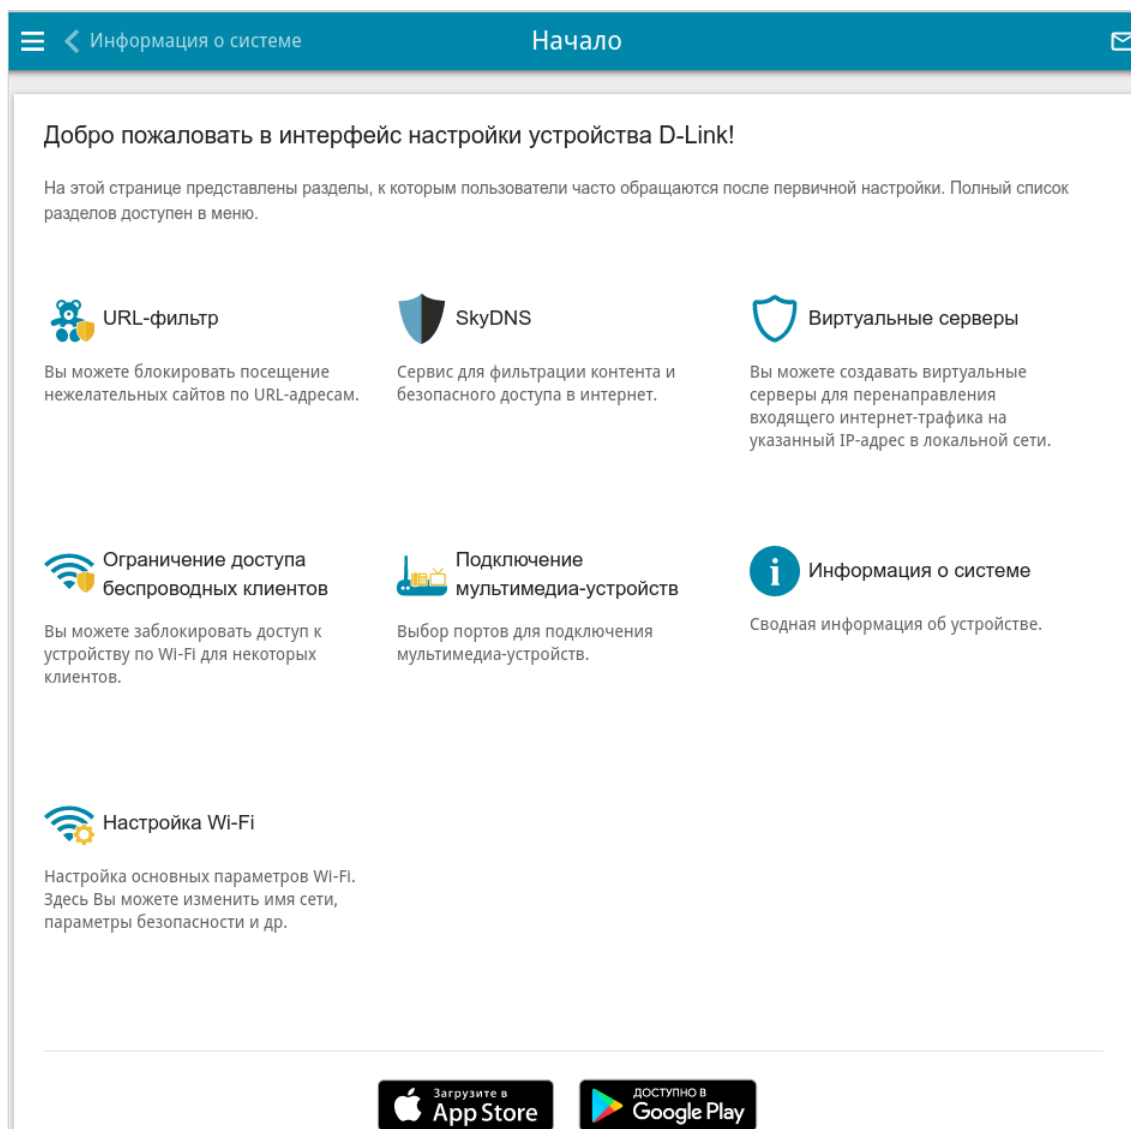 Информация о системе
Начало
Добро пожаловать в интерфейс настройки устройства D-Link!
На этой странице представлены разделы, к которым пользователи часто обращаются после первичной настройки. Полный список
разделов доступен в меню.
URL-фильтр
Вы можете блокировать посещение
нежелательных сайтов по URL-адресам.
SkyDNS
Сервис для фильтрации контента и
безопасного доступа в интернет.
Виртуальные серверы
Вы можете создавать виртуальные
серверы для перенаправления
входящего интернет-трафика на
указанный IP-адрес в локальной сети.
Ограничение доступа
беспроводных клиентов
Вы можете заблокировать доступ к
устройству по Wi-Fi для некоторых
клиентов.
Подключение
мультимедиа-устройств
Выбор портов для подключения
мультимедиа-устройств.
Информация о системе
Сводная информация об устройстве.
Настройка Wi-Fi
Настройка основных параметров Wi-Fi.
Здесь Вы можете изменить имя сети,
параметры безопасности и др.
Загрузите в
App Store
ДОСТУПНО В
Google Play